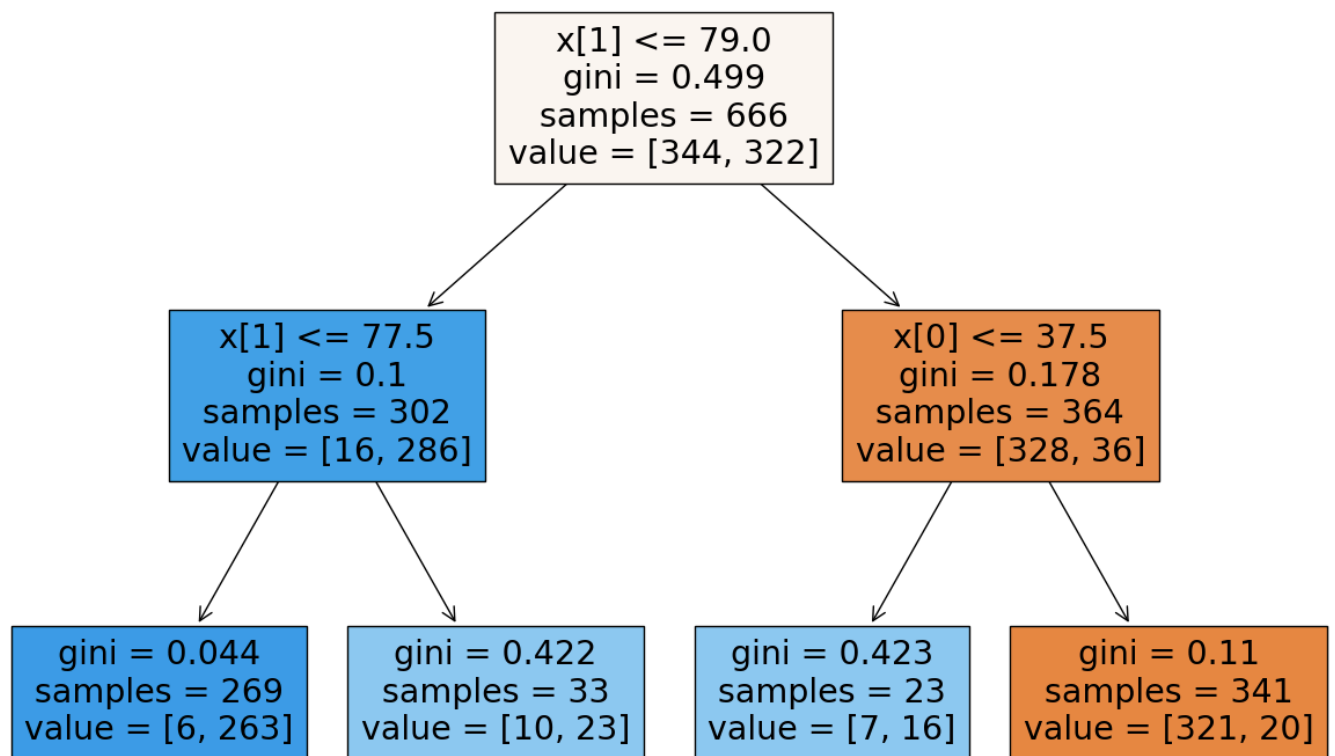 x[1] <= 79.0
gini = 0.499
samples = 666
value = [344, 322]
x[1] <= 77.5
gini = 0.1
samples = 302
value = [16, 286]
x[0] <= 37.5
gini = 0.178
samples = 364
value = [328, 36]
gini = 0.044
samples = 269
value = [6, 263]
gini = 0.422
samples = 33
value = [10, 23]
gini = 0.423
samples = 23
value = [7, 16]
gini = 0.11
samples = 341
value = [321, 20]